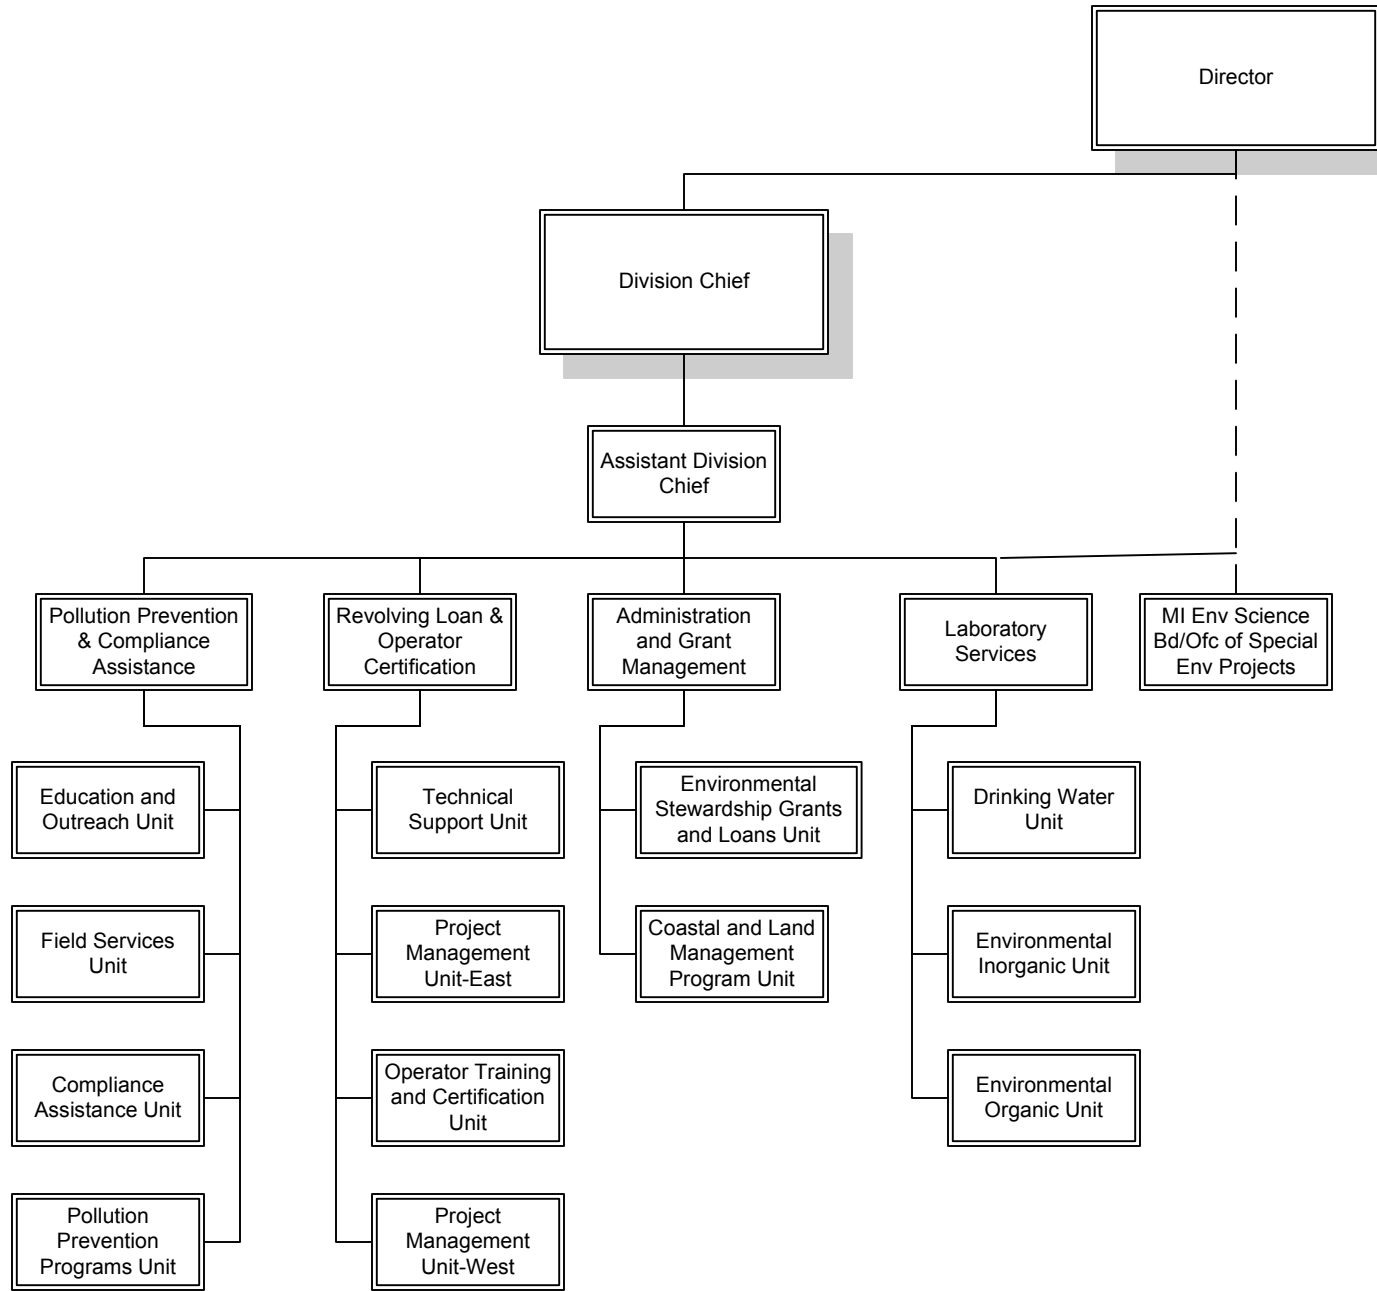 Director
Division Chief
Assistant Division
Chief
Pollution Prevention
& Compliance
Assistance
Revolving Loan &
Operator
Certification
Administration
and Grant
Management
Laboratory
Services
MI Env Science
Bd/Ofc of Special
Env Projects
Education and
Outreach Unit
Technical
Support Unit
Environmental
Stewardship Grants
and Loans Unit
Drinking Water
Unit
Field Services
Unit
Project
Management
Unit-East
Coastal and Land
Management
Program Unit
Environmental
Inorganic Unit
Compliance
Assistance Unit
Operator Training
and Certification
Unit
Environmental
Organic Unit
Pollution
Prevention
Programs Unit
Project
Management
Unit-West